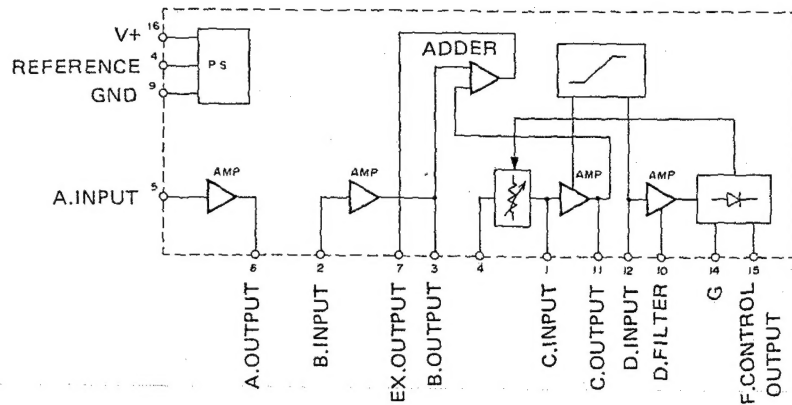 V+ 16
PS
REFERENCE 4
GND 9
ADDER
A.INPUT 5
AMP
AMP
AMP
AMP
6
2
7
3
4
1
11
12
10
14
15
A.OUTPUT
B.INPUT
EX.OUTPUT
B.OUTPUT
C.INPUT
C.OUTPUT
D.INPUT
D.FILTER
G
F.CONTROL
OUTPUT